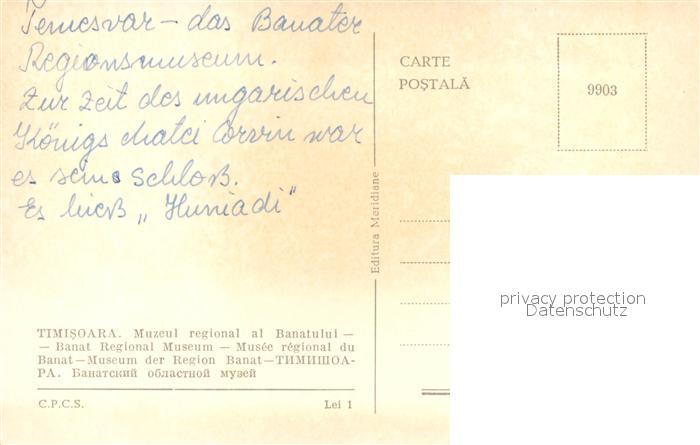 Temesvar – das Banater
Regionsmuseum.
Zur Zeit des ungarischen
Königs Matei Corvin war
es sein Schloß.
Es hieß „Huniadi"
CARTE
POȘTALĂ
9903
Editura Meridiane
privacy protection
Datenschutz
TIMIȘOARA. Muzeul regional al Banatului —
— Banat Regional Museum — Musée régional du
Banat—Museum der Region Banat—ТИМИШОА-
РА. Банатский областной музей
C.P.C.S. Lei 1